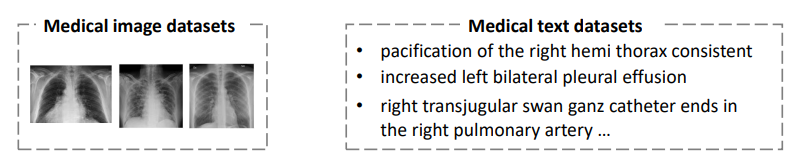 Medical image datasets
Medical text datasets
• pacification of the right hemi thorax consistent
• increased left bilateral pleural effusion
• right transjugular swan ganz catheter ends in
the right pulmonary artery ...